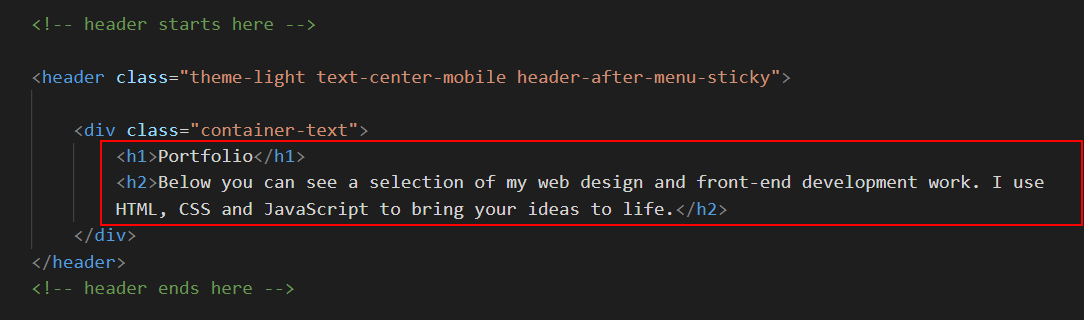 <!-- header starts here -->
<header class="theme-light text-center-mobile header-after-menu-sticky">
<div class="container-text">
<h1>Portfolio</h1>
<h2>Below you can see a selection of my web design and front-end development work. I use
HTML, CSS and JavaScript to bring your ideas to life.</h2>
</div>
</header>
<!-- header ends here -->